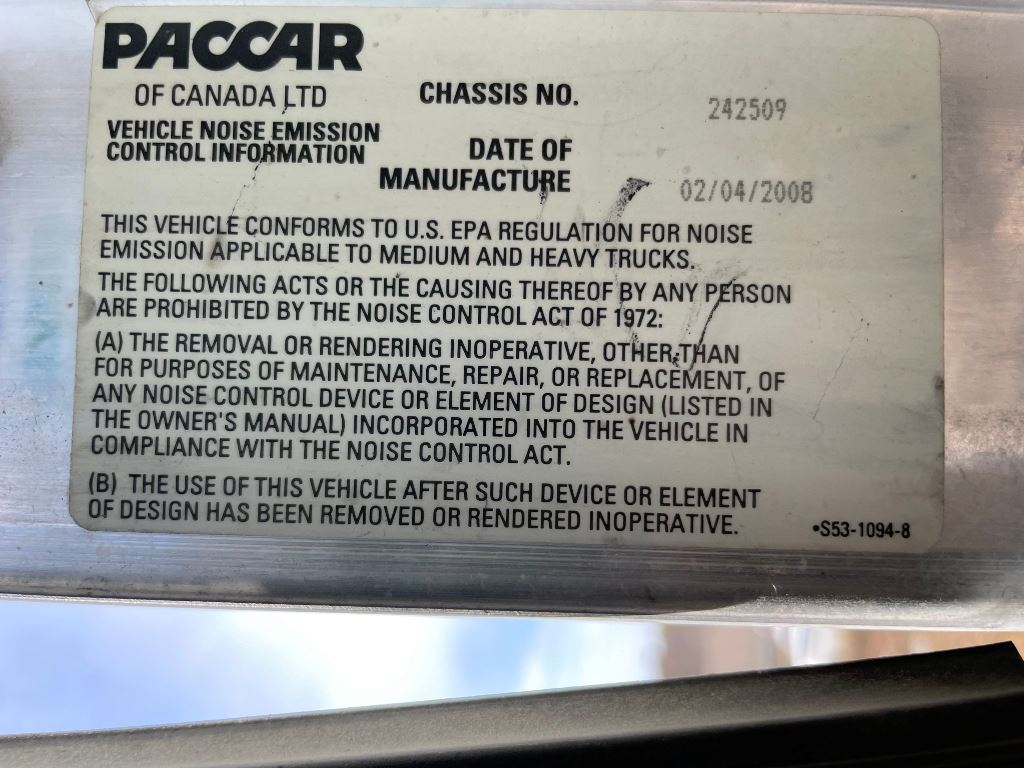 PACCAR
OF CANADA LTD
CHASSIS NO.
242509
VEHICLE NOISE EMISSION
CONTROL INFORMATION
DATE OF
MANUFACTURE
02/04/2008
THIS VEHICLE CONFORMS TO U.S. EPA REGULATION FOR NOISE
EMISSION APPLICABLE TO MEDIUM AND HEAVY TRUCKS.
THE FOLLOWING ACTS OR THE CAUSING THEREOF BY ANY PERSON
ARE PROHIBITED BY THE NOISE CONTROL ACT OF 1972:
(A) THE REMOVAL OR RENDERING INOPERATIVE, OTHER THAN
FOR PURPOSES OF MAINTENANCE, REPAIR, OR REPLACEMENT, OF
ANY NOISE CONTROL DEVICE OR ELEMENT OF DESIGN (LISTED IN
THE OWNER'S MANUAL) INCORPORATED INTO THE VEHICLE IN
COMPLIANCE WITH THE NOISE CONTROL ACT.
(B) THE USE OF THIS VEHICLE AFTER SUCH DEVICE OR ELEMENT
OF DESIGN HAS BEEN REMOVED OR RENDERED INOPERATIVE.
•S53-1094-8